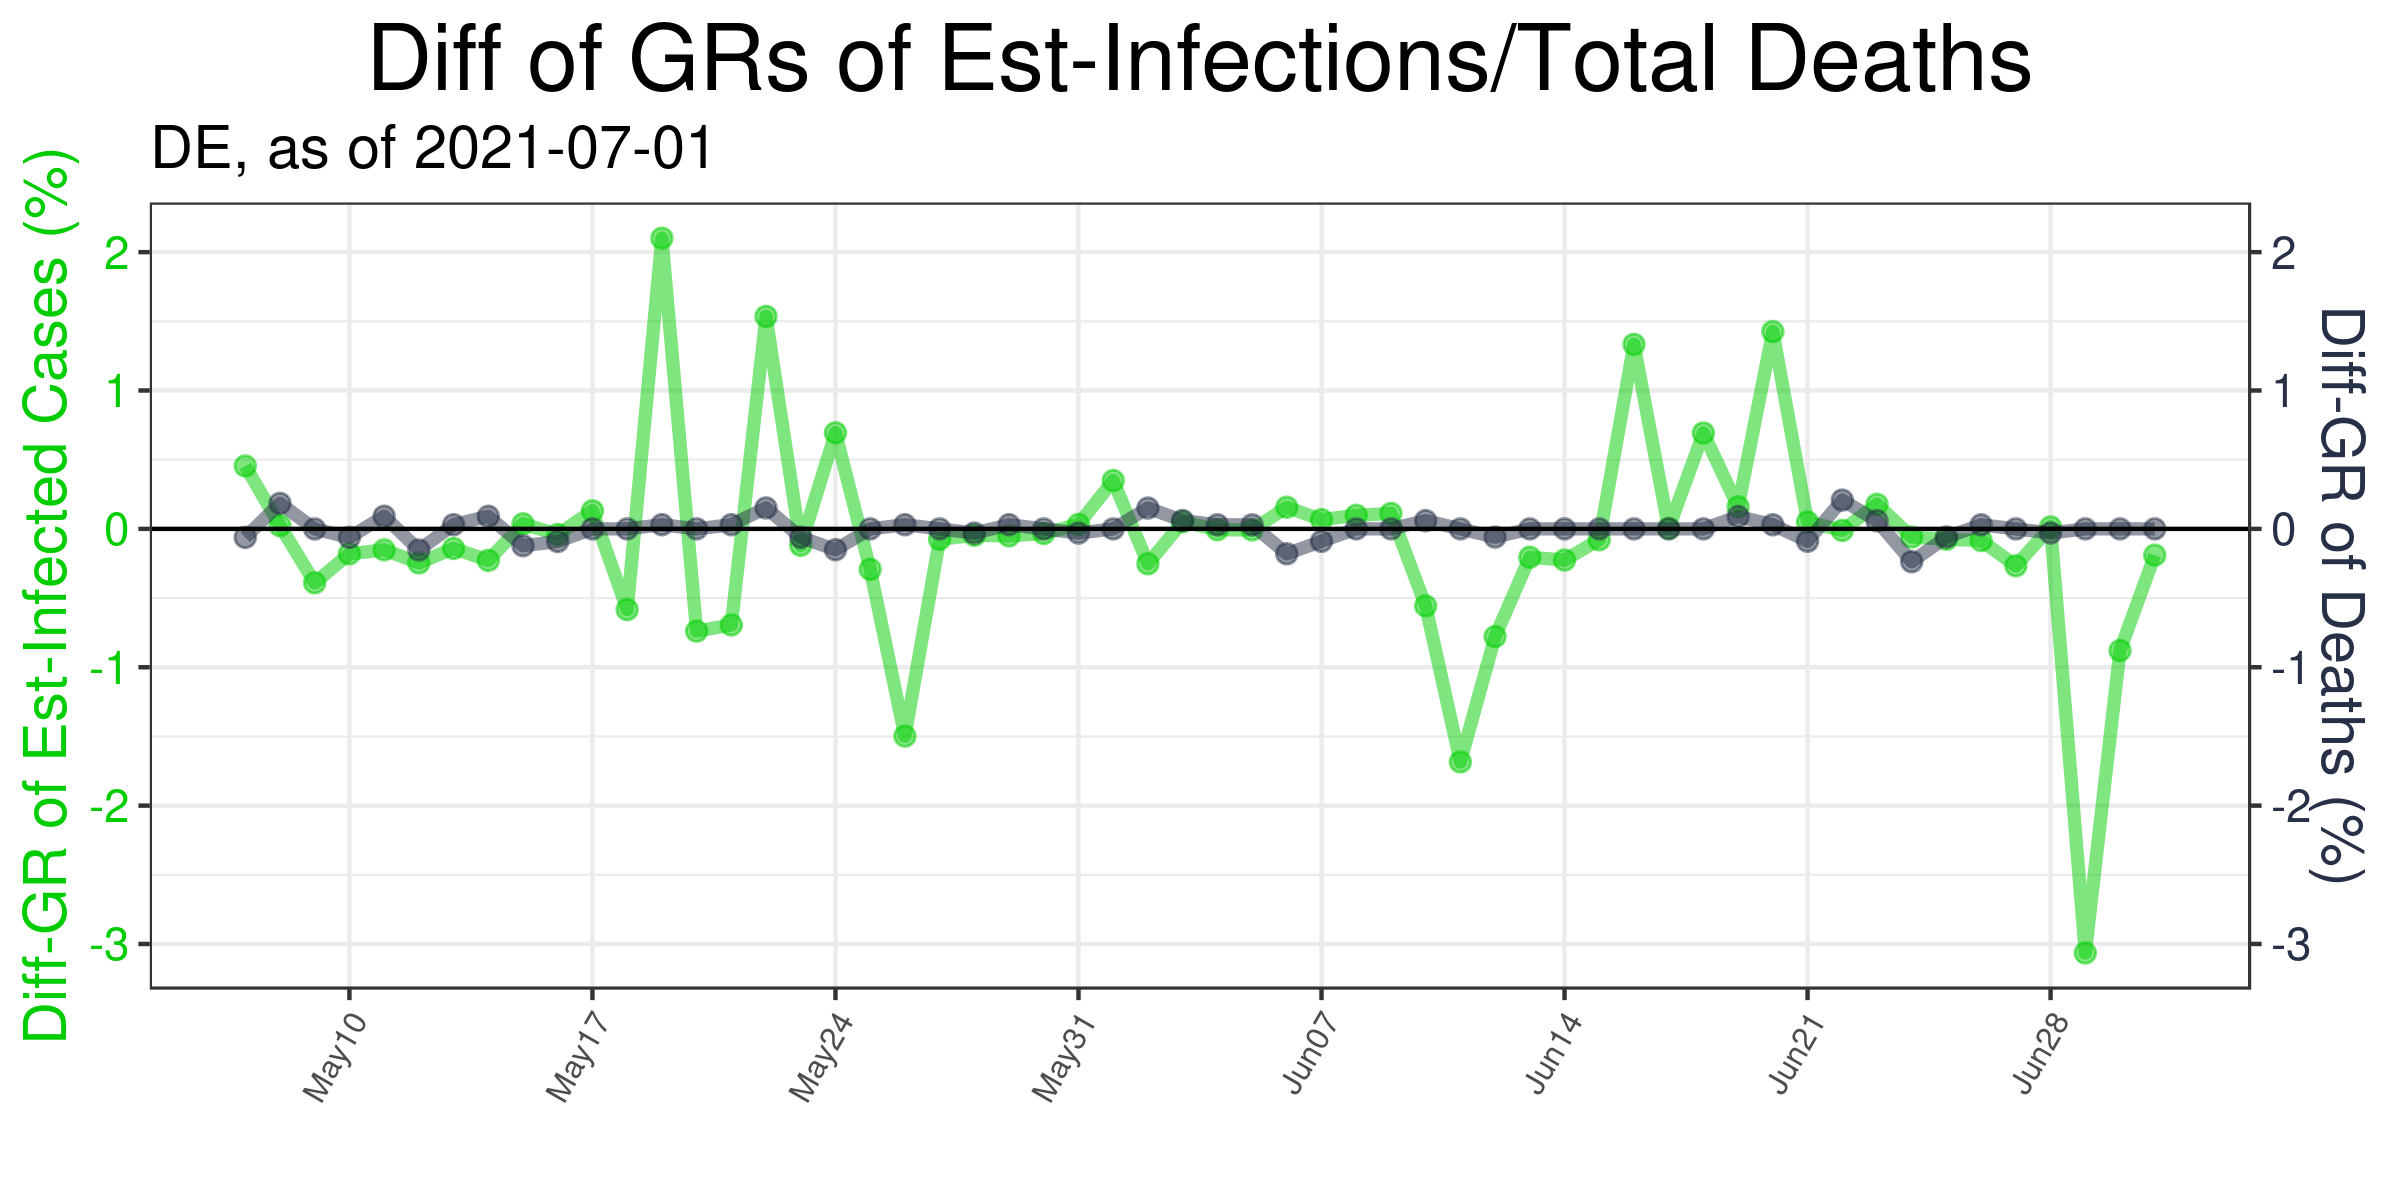 Diff of GRs of Est-Infections/Total Deaths
DE, as of 2021-07-01
Diff-GR of Est-Infected Cases (%)
2
1
0
-1
-2
-3
2
1
0
-1
-2
-3
Diff-GR of Deaths (%)
May10
May17
May24
May31
Jun07
Jun14
Jun21
Jun28